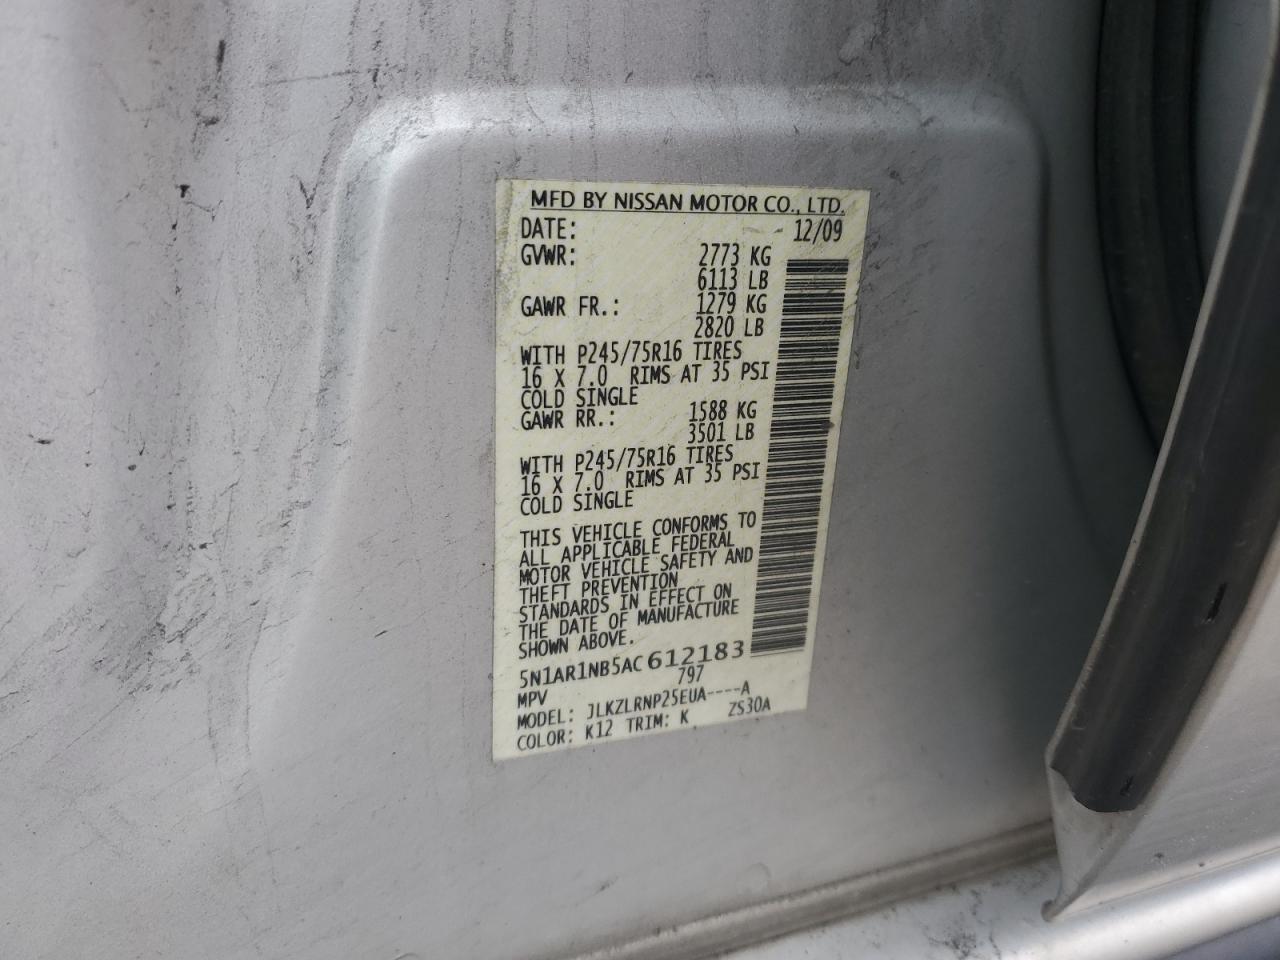 MFD BY NISSAN MOTOR CO., LTD.
DATE: 12/09
GVWR: 2773 KG
6113 LB
GAWR FR.: 1279 KG
2820 LB
WITH P245/75R16 TIRES
16 X 7.0 RIMS AT 35 PSI
COLD SINGLE
GAWR RR.: 1588 KG
3501 LB
WITH P245/75R16 TIRES
16 X 7.0 RIMS AT 35 PSI
COLD SINGLE
THIS VEHICLE CONFORMS TO
ALL APPLICABLE FEDERAL
MOTOR VEHICLE SAFETY AND
THEFT PREVENTION
STANDARDS IN EFFECT ON
THE DATE OF MANUFACTURE
SHOWN ABOVE.
5N1AR1NB5AC612183
MPV 797
MODEL: JLKZLRNP25EUA----A
COLOR: K12 TRIM: K ZS30A